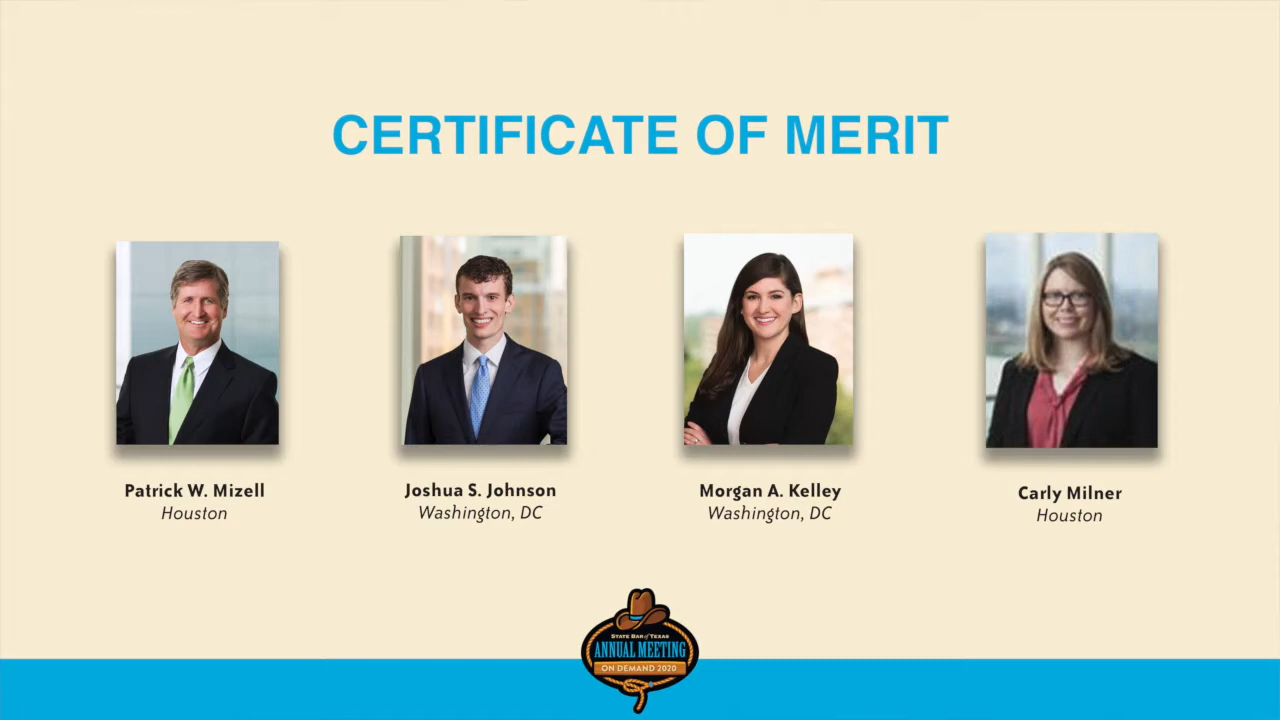 CERTIFICATE OF MERIT
Patrick W. Mizell
Houston
Joshua S. Johnson
Washington, DC
Morgan A. Kelley
Washington, DC
Carly Milner
Houston
STATE BAR of TEXAS
ANNUAL MEETING
ON DEMAND 2020